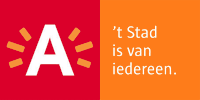 A
't Stad
is van
iedereen.